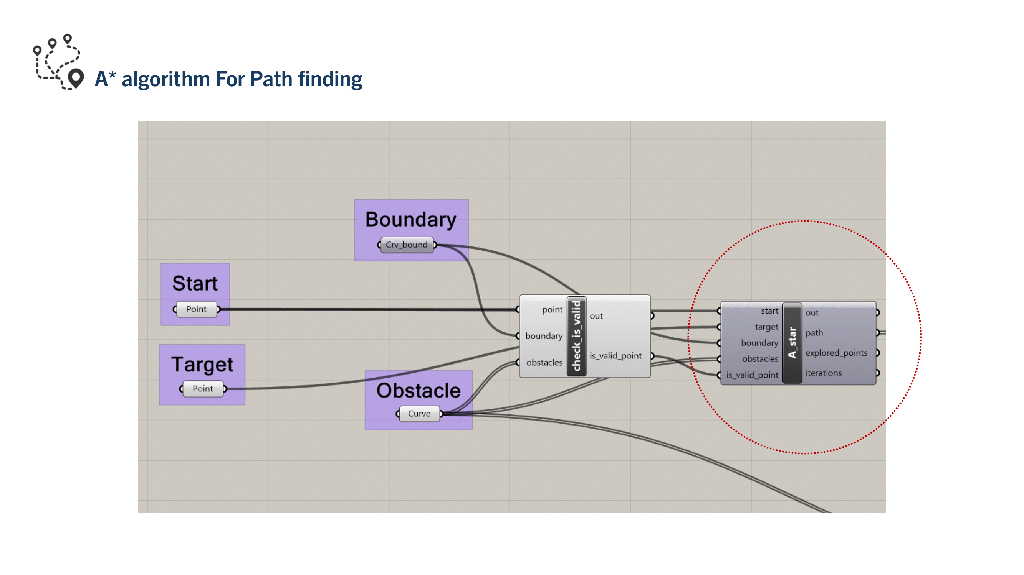 A* algorithm For Path finding
Boundary
Crv_bound
Start
Point
Target
Point
Obstacle
Curve
point
boundary
obstacles
check_is_valid
out
is_valid_point
start
target
boundary
obstacles
is_valid_point
A_star
out
path
explored_points
iterations